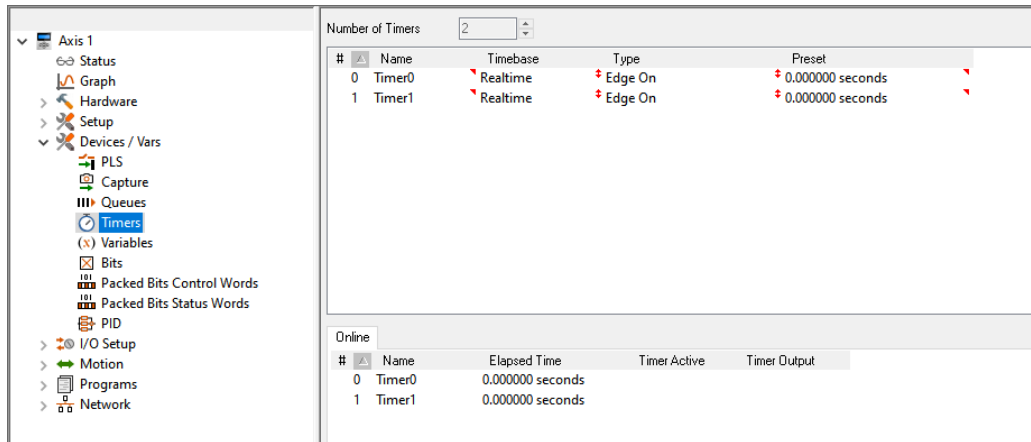 Axis 1
Status
Graph
Hardware
Setup
Devices / Vars
PLS
Capture
Queues
Timers
(x) Variables
Bits
Packed Bits Control Words
Packed Bits Status Words
PID
I/O Setup
Motion
Programs
Network
Number of Timers 2
# Name Timebase Type Preset
0 Timer0 Realtime Edge On 0.000000 seconds
1 Timer1 Realtime Edge On 0.000000 seconds
Online
# Name Elapsed Time Timer Active Timer Output
0 Timer0 0.000000 seconds
1 Timer1 0.000000 seconds